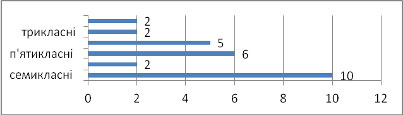 2
трикласні 2
5
п'ятикласні 6
2
семикласні 10
0 2 4 6 8 10 12